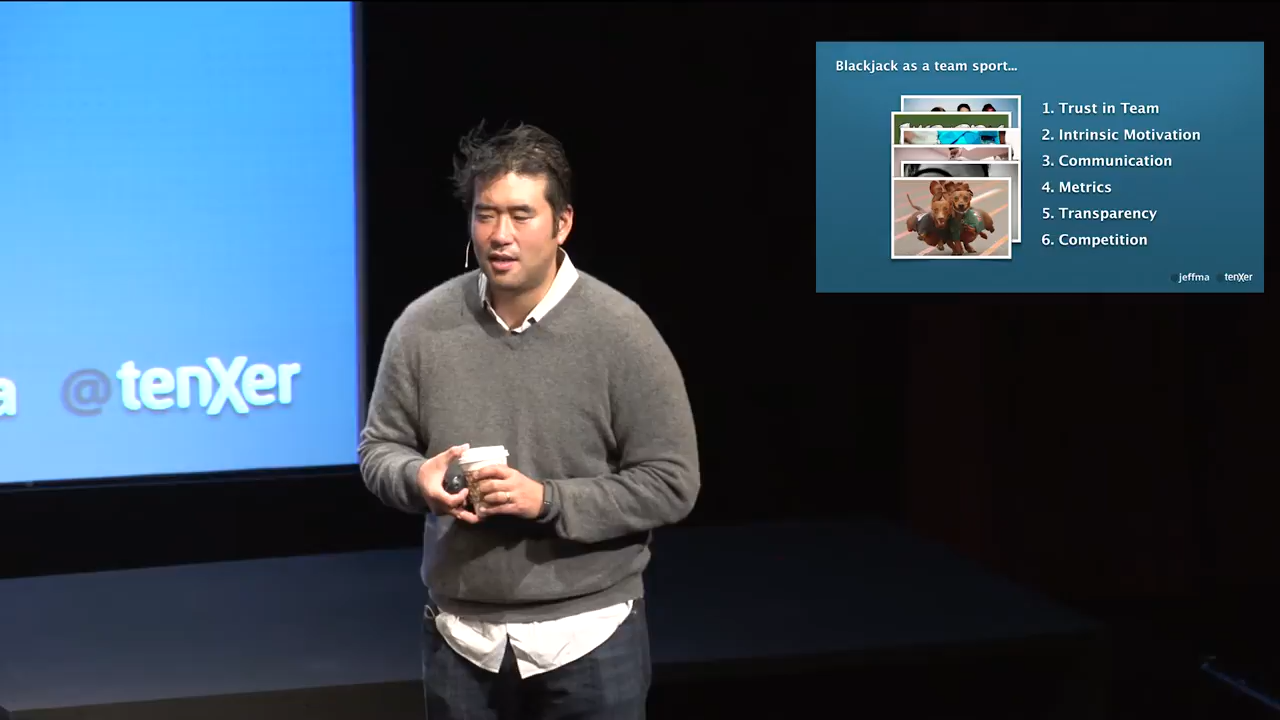 a @tenXer
Blackjack as a team sport...
1. Trust in Team
2. Intrinsic Motivation
3. Communication
4. Metrics
5. Transparency
6. Competition
@jeffma @tenXer